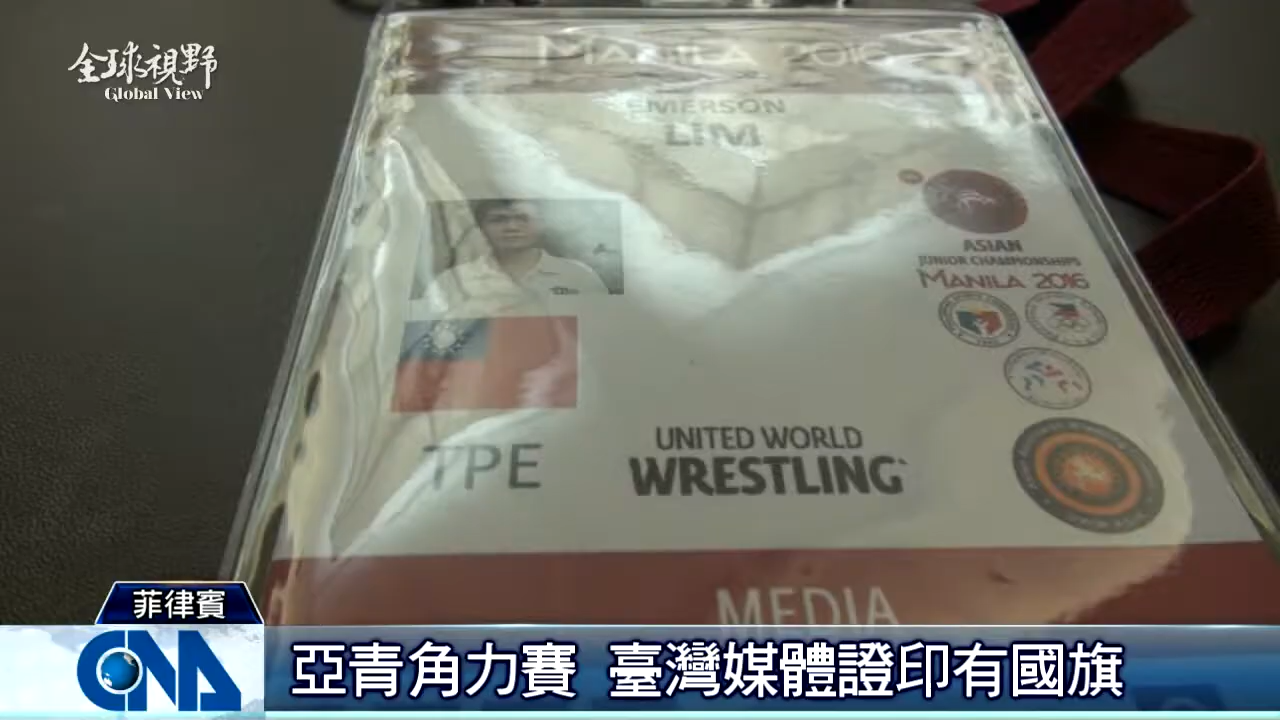 全球視野
Global View
MANILA 2016
EMERSON
LIM
ASIAN
JUNIOR CHAMPIONSHIPS
MANILA 2016
TPE
UNITED WORLD
WRESTLING
MEDIA
菲律賓
CNA
亞青角力賽 臺灣媒體證印有國旗